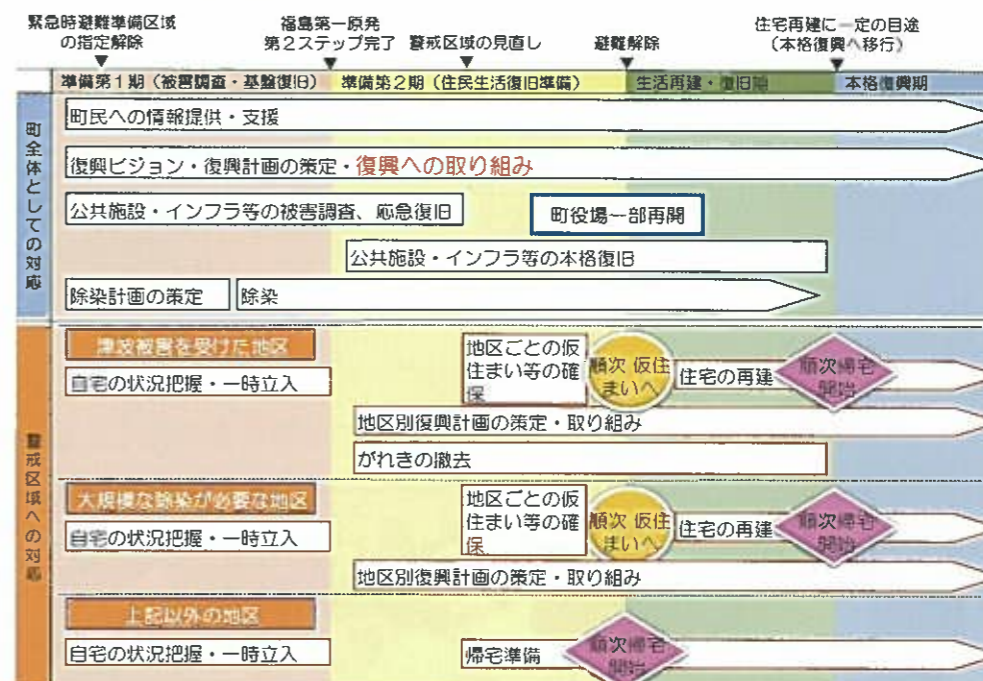 緊急時避難準備区域
の指定解除
福島第一原発
第２ステップ完了
警戒区域の見直し
避難解除
住宅再建に一定の目途
（本格復興へ移行）
準備第１期（被害調査・基盤復旧）
準備第２期（住民生活復旧準備）
生活再建・復旧期
本格復興期
町全体としての対応
町民への情報提供・支援
復興ビジョン・復興計画の策定・復興への取り組み
公共施設・インフラ等の被害調査、応急復旧
町役場一部再開
公共施設・インフラ等の本格復旧
除染計画の策定
除染
警戒区域への対応
津波被害を受けた地区
自宅の状況把握・一時立入
地区ごとの仮
住まい等の確
保
順次 仮住
まいへ
住宅の再建
順次帰宅
開始
地区別復興計画の策定・取り組み
がれきの撤去
大規模な除染が必要な地区
自宅の状況把握・一時立入
地区ごとの仮
住まい等の確
保
順次 仮住
まいへ
住宅の再建
順次帰宅
開始
地区別復興計画の策定・取り組み
上記以外の地区
自宅の状況把握・一時立入
帰宅準備
順次帰宅
開始